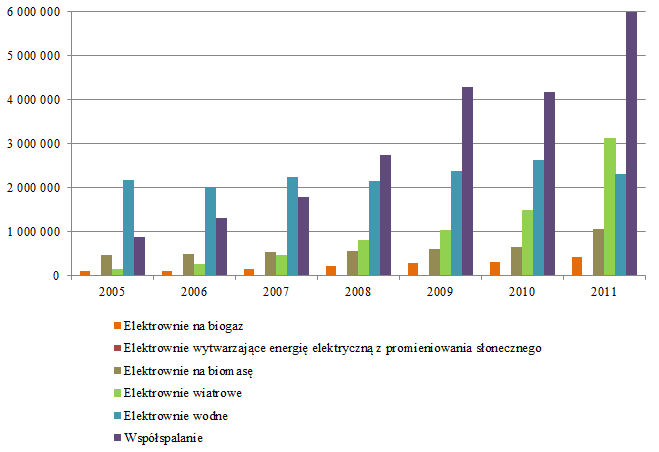 6 000 000
5 000 000
4 000 000
3 000 000
2 000 000
1 000 000
0
2005 2006 2007 2008 2009 2010 2011
Elektrownie na biogaz
Elektrownie wytwarzające energię elektryczną z promieniowania słonecznego
Elektrownie na biomasę
Elektrownie wiatrowe
Elektrownie wodne
Współspalanie